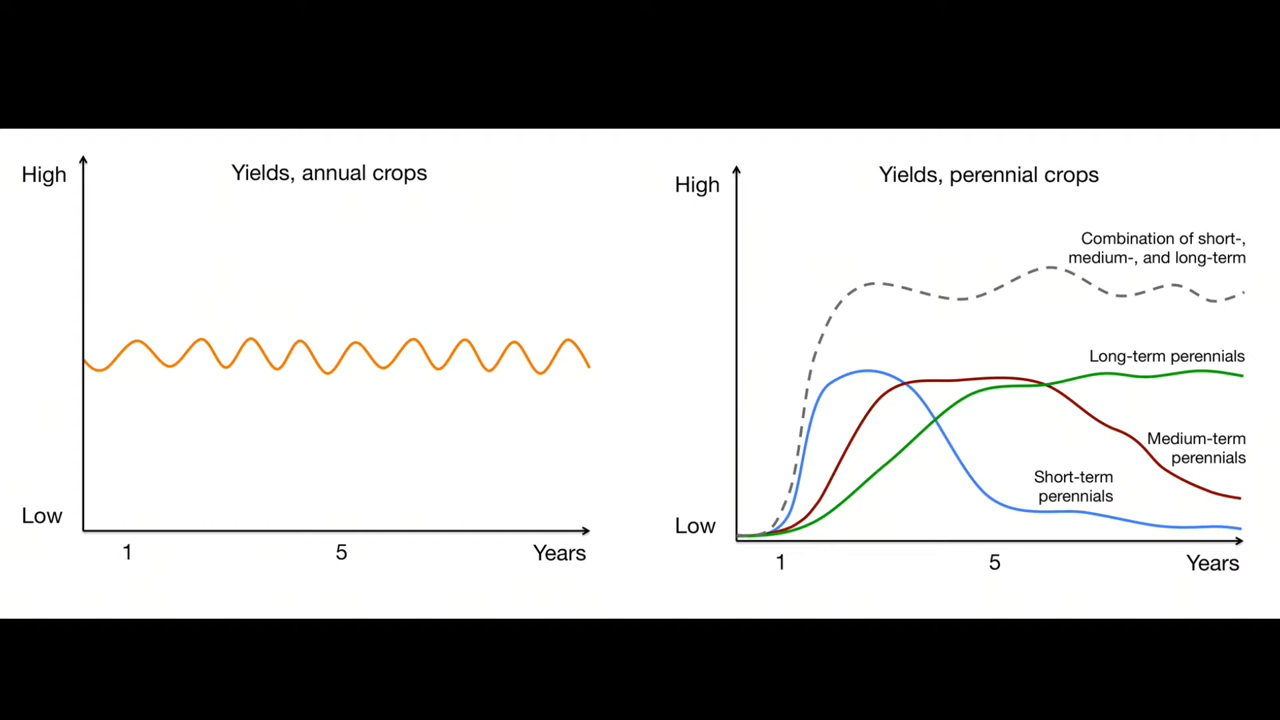 Yields, annual crops
High
Low
1
5
Years
Yields, perennial crops
High
Combination of short-,
medium-, and long-term
Long-term perennials
Medium-term
perennials
Short-term
perennials
Low
1
5
Years